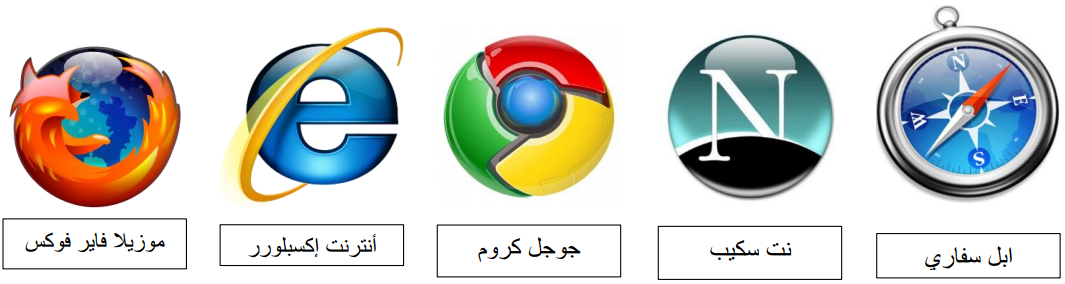 ابل سفاري
نت سكيب
جوجل كروم
أنترنت إكسبلورر
موزيلا فاير فوكس
N
E
S
W
N